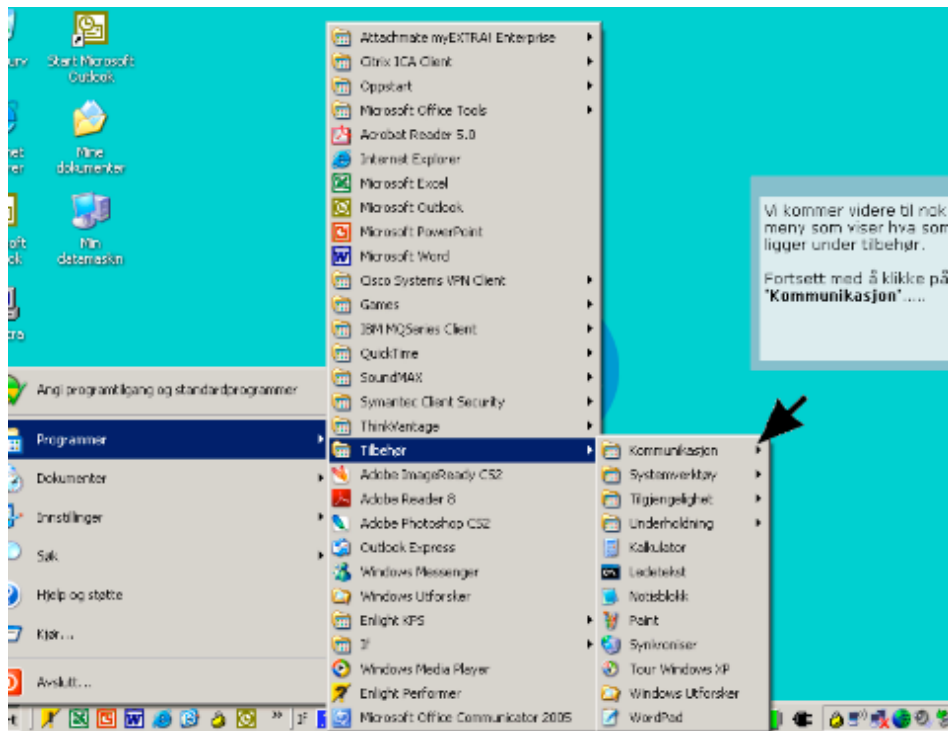 Start Microsoft
Outlook
Mine
dokumenter
Min
datamaskin
Angi programtilgang og standardprogrammer
Programmer
Dokumenter
Innstillinger
Søk
Hjelp og støtte
Kjør...
Avslutt...
Attachmate myEXTRA! Enterprise
Citrix ICA Client
Oppstart
Microsoft Office Tools
Acrobat Reader 5.0
Internet Explorer
Microsoft Excel
Microsoft Outlook
Microsoft PowerPoint
Microsoft Word
Cisco Systems VPN Client
Games
IBM MQSeries Client
QuickTime
SoundMAX
Symantec Client Security
ThinkVantage
Tilbehør
Adobe ImageReady CS2
Adobe Reader 8
Adobe Photoshop CS2
Outlook Express
Windows Messenger
Windows Utforsker
Enlight KPS
If
Windows Media Player
Enlight Performer
Microsoft Office Communicator 2005
Kommunikasjon
Systemverktøy
Tilgjengelighet
Underholdning
Kalkulator
Ledetekst
Notisblokk
Paint
Synkroniser
Tour Windows XP
Windows Utforsker
WordPad
Vi kommer videre til nok
meny som viser hva som
ligger under tilbehør.
Fortsett med å klikke på
"Kommunikasjon".....
IF